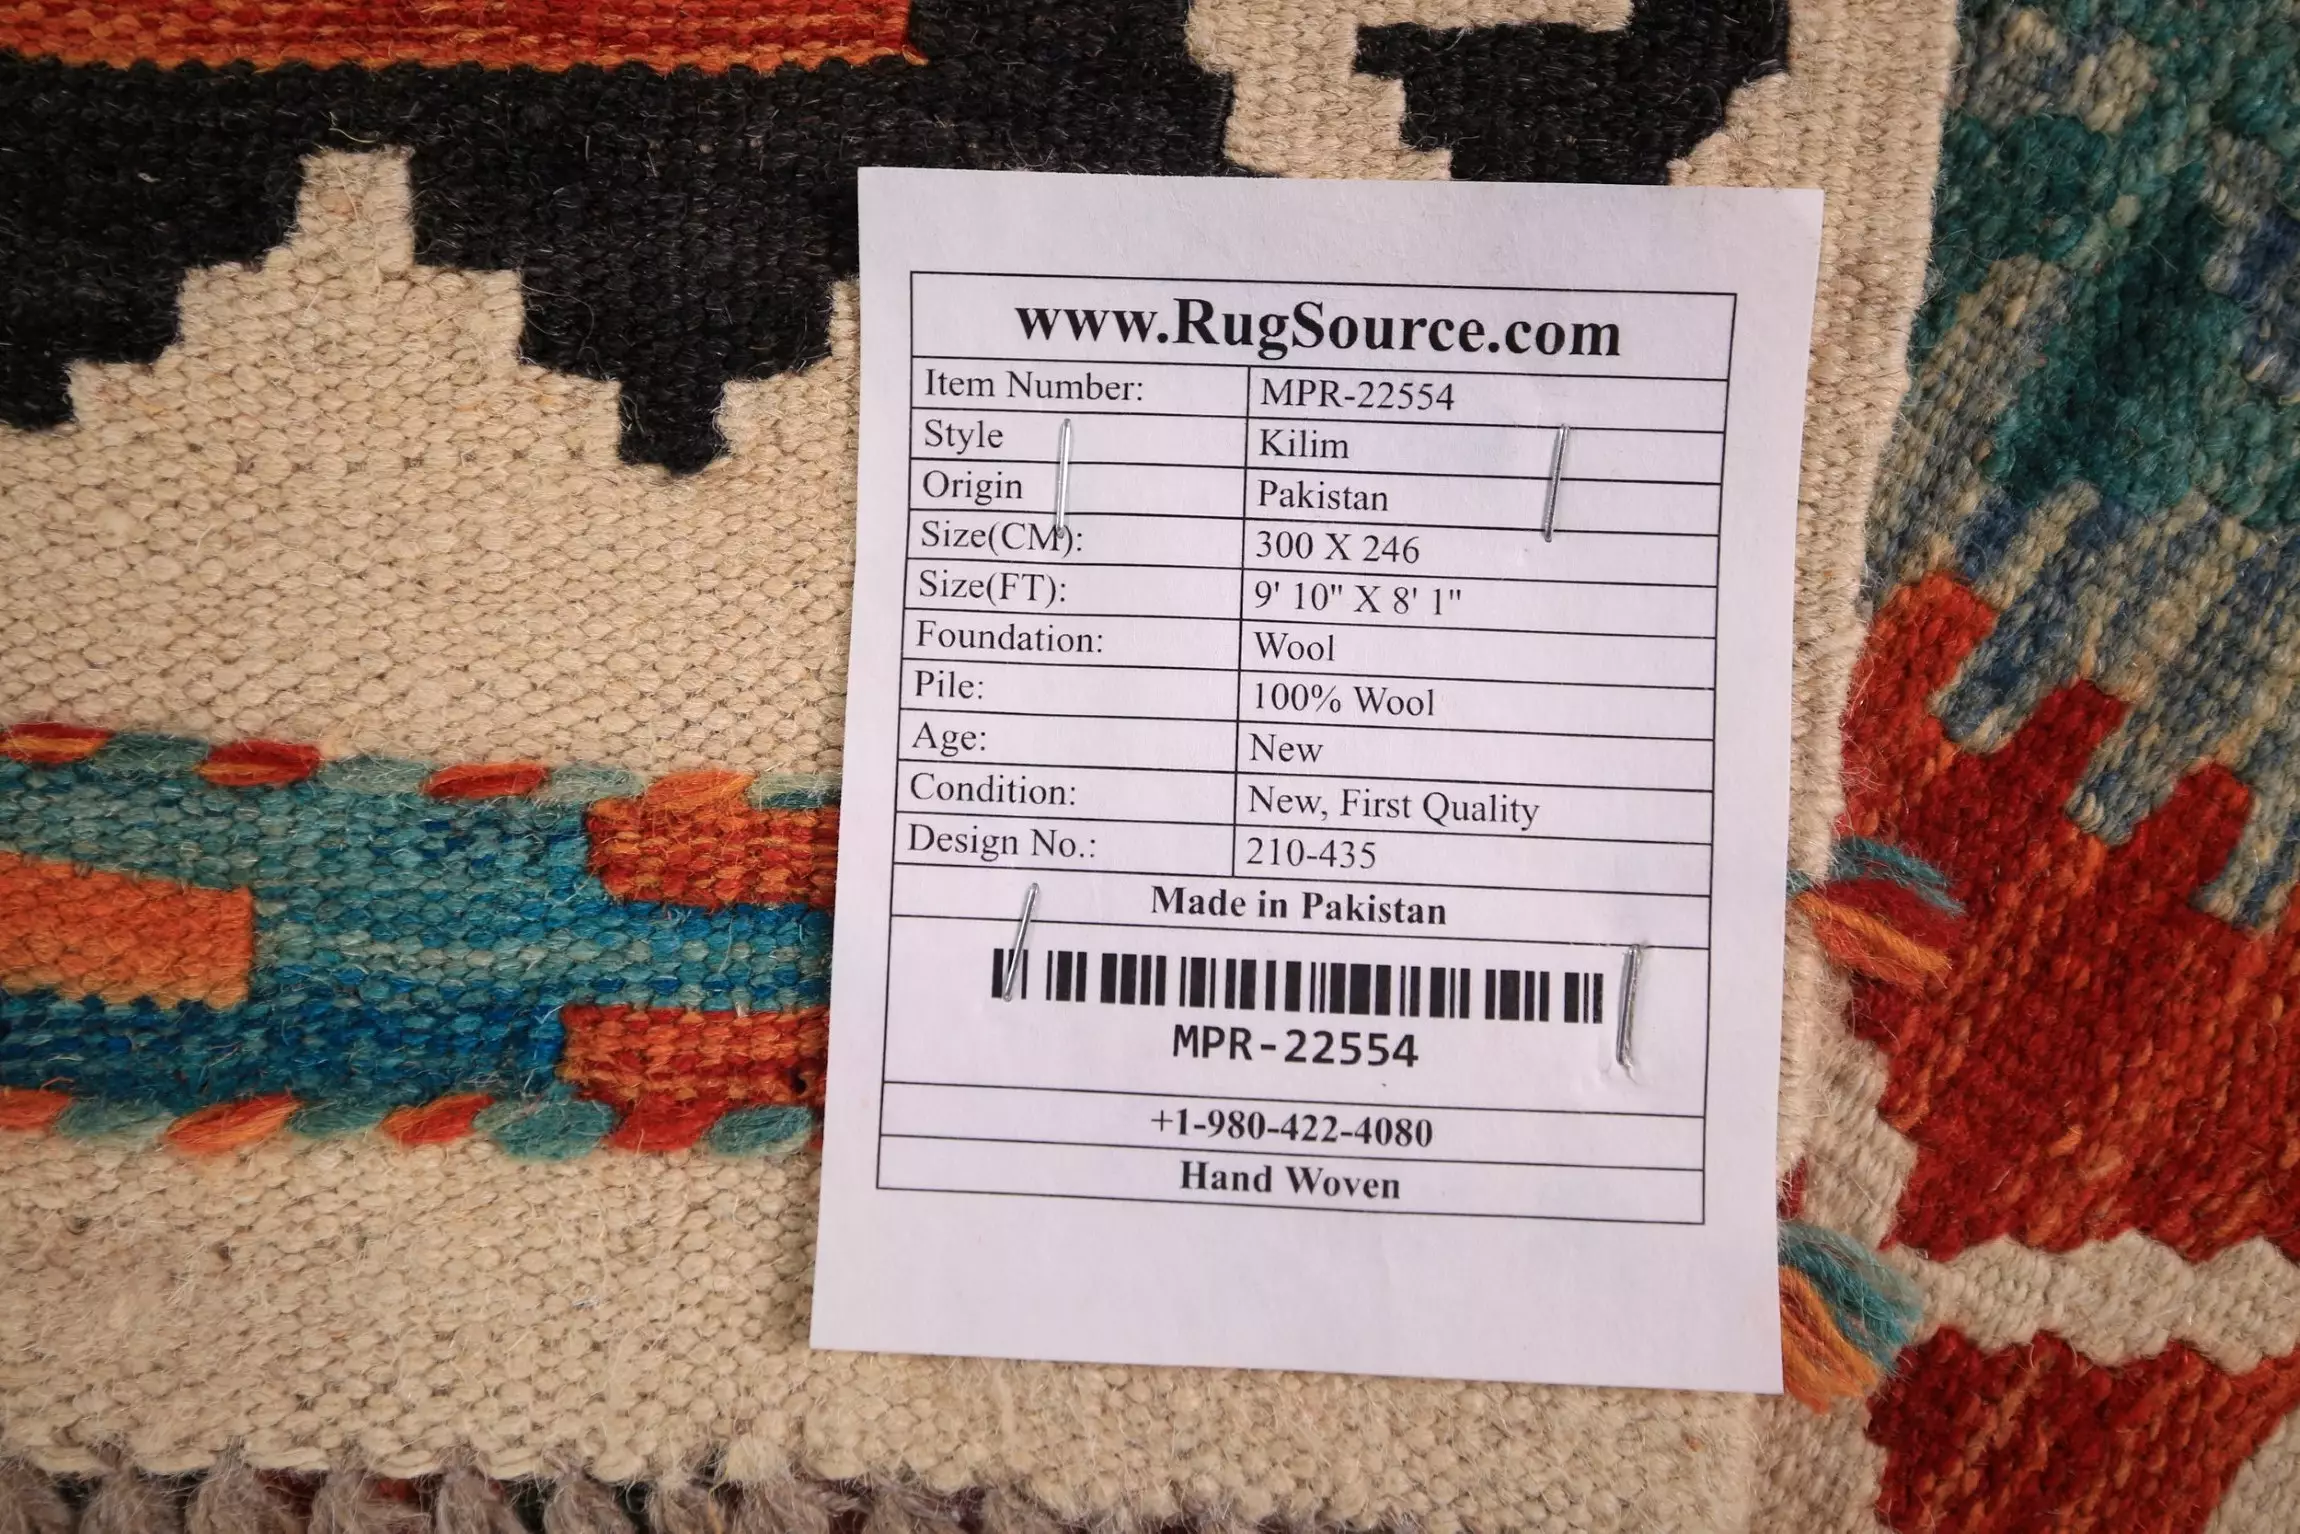 www.RugSource.com
Item Number: MPR-22554
Style Kilim
Origin Pakistan
Size(CM): 300 X 246
Size(FT): 9' 10" X 8' 1"
Foundation: Wool
Pile: 100% Wool
Age: New
Condition: New, First Quality
Design No.: 210-435
Made in Pakistan
MPR-22554
+1-980-422-4080
Hand Woven